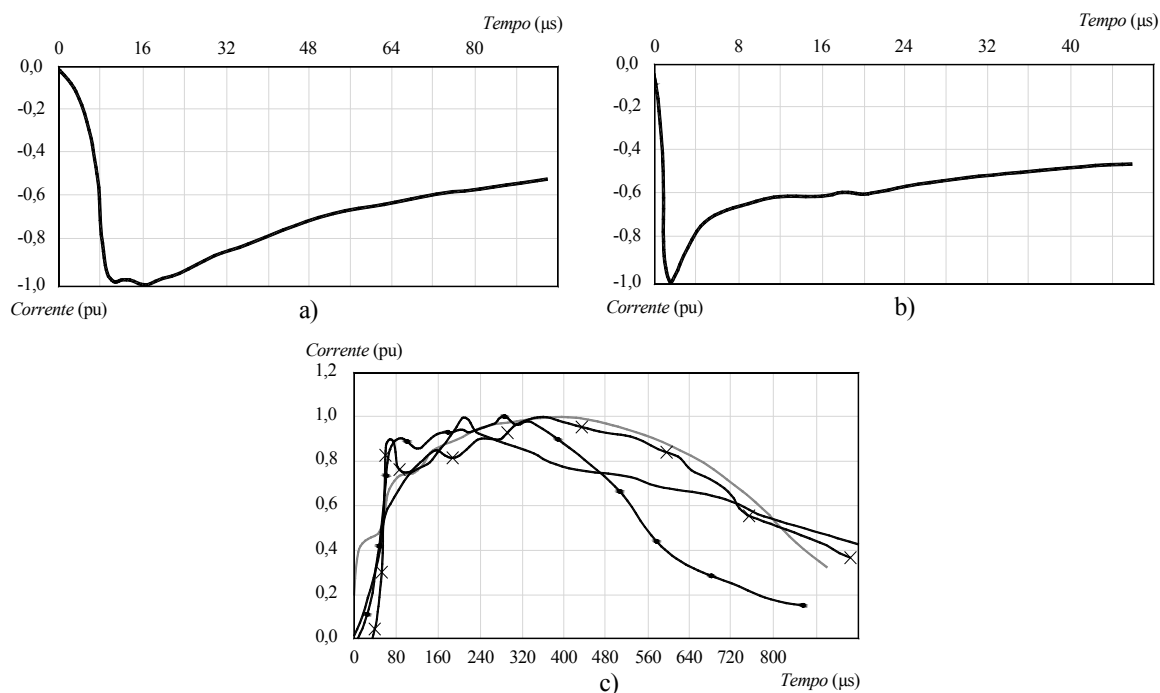 Tempo (µs)
0 16 32 48 64 80
0,0
-0,2
-0,4
-0,6
-0,8
-1,0
Corrente (pu)
a)
Tempo (µs)
0 8 16 24 32 40
0,0
-0,2
-0,4
-0,6
-0,8
-1,0
Corrente (pu)
b)
Corrente (pu)
1,2
1,0
0,8
0,6
0,4
0,2
0,0
0 80 160 240 320 400 480 560 640 720 800
Tempo (µs)
c)